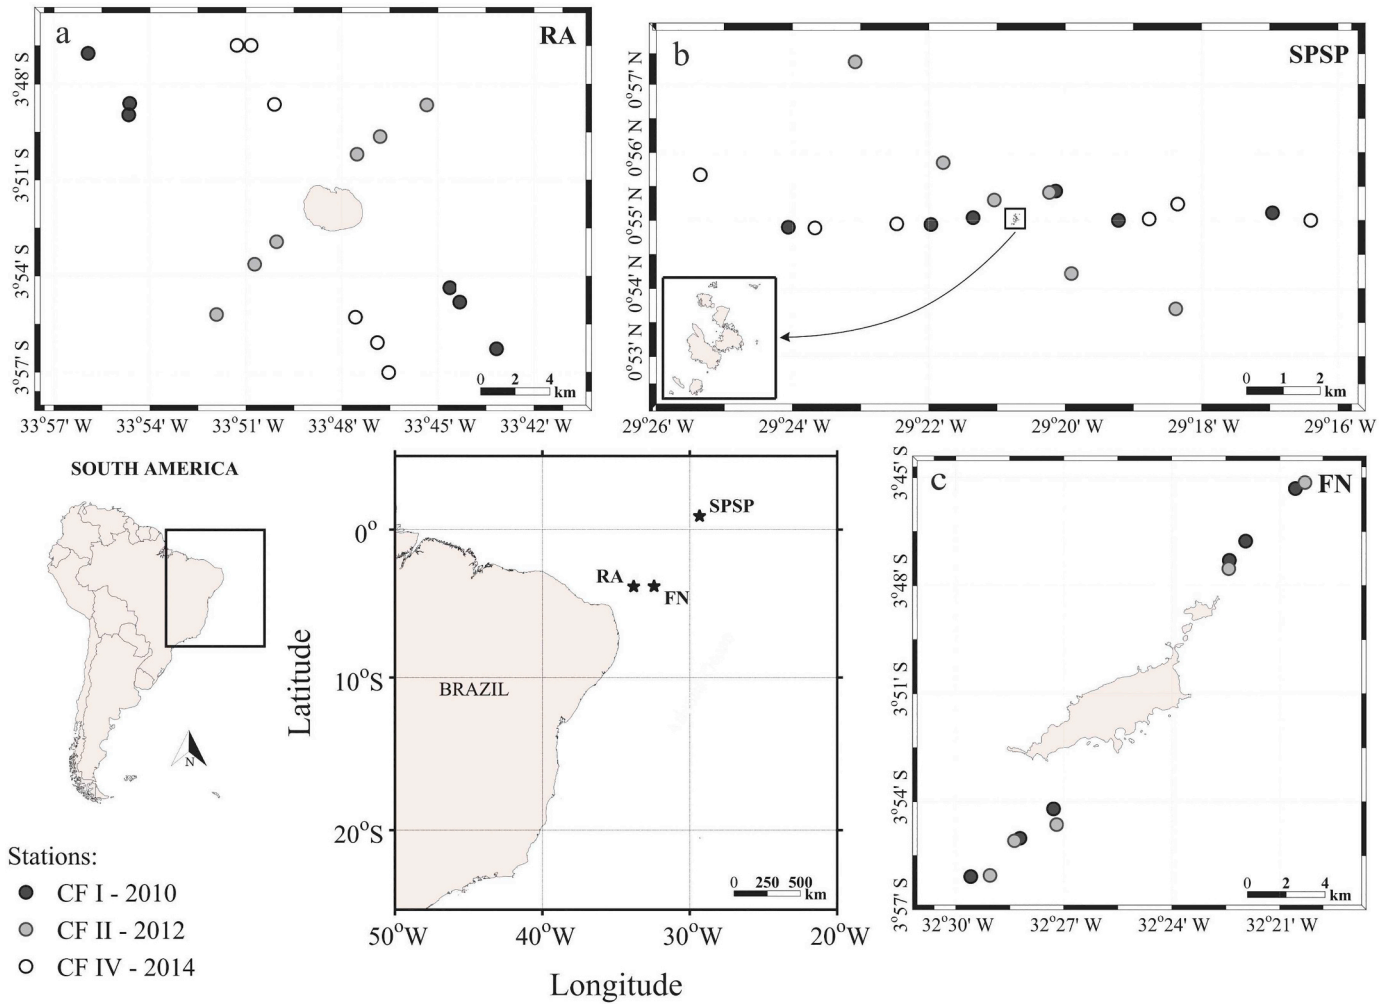 a
RA
3°48' S
3°51' S
3°54' S
3°57' S
33°57' W 33°54' W 33°51' W 33°48' W 33°45' W 33°42' W
0 2 4
km
b
SPSP
0°57' N
0°56' N
0°55' N
0°54' N
0°53' N
29°26' W 29°24' W 29°22' W 29°20' W 29°18' W 29°16' W
0 1 2
km
SOUTH AMERICA
N
Stations:
CF I - 2010
CF II - 2012
CF IV - 2014
SPSP
RA
FN
BRAZIL
Latitude
0°
10°S
20°S
0 250 500
km
50°W 40°W 30°W 20°W
Longitude
c
FN
3°45' S
3°48' S
3°51' S
3°54' S
3°57' S
0 2 4
km
32°30' W 32°27' W 32°24' W 32°21' W